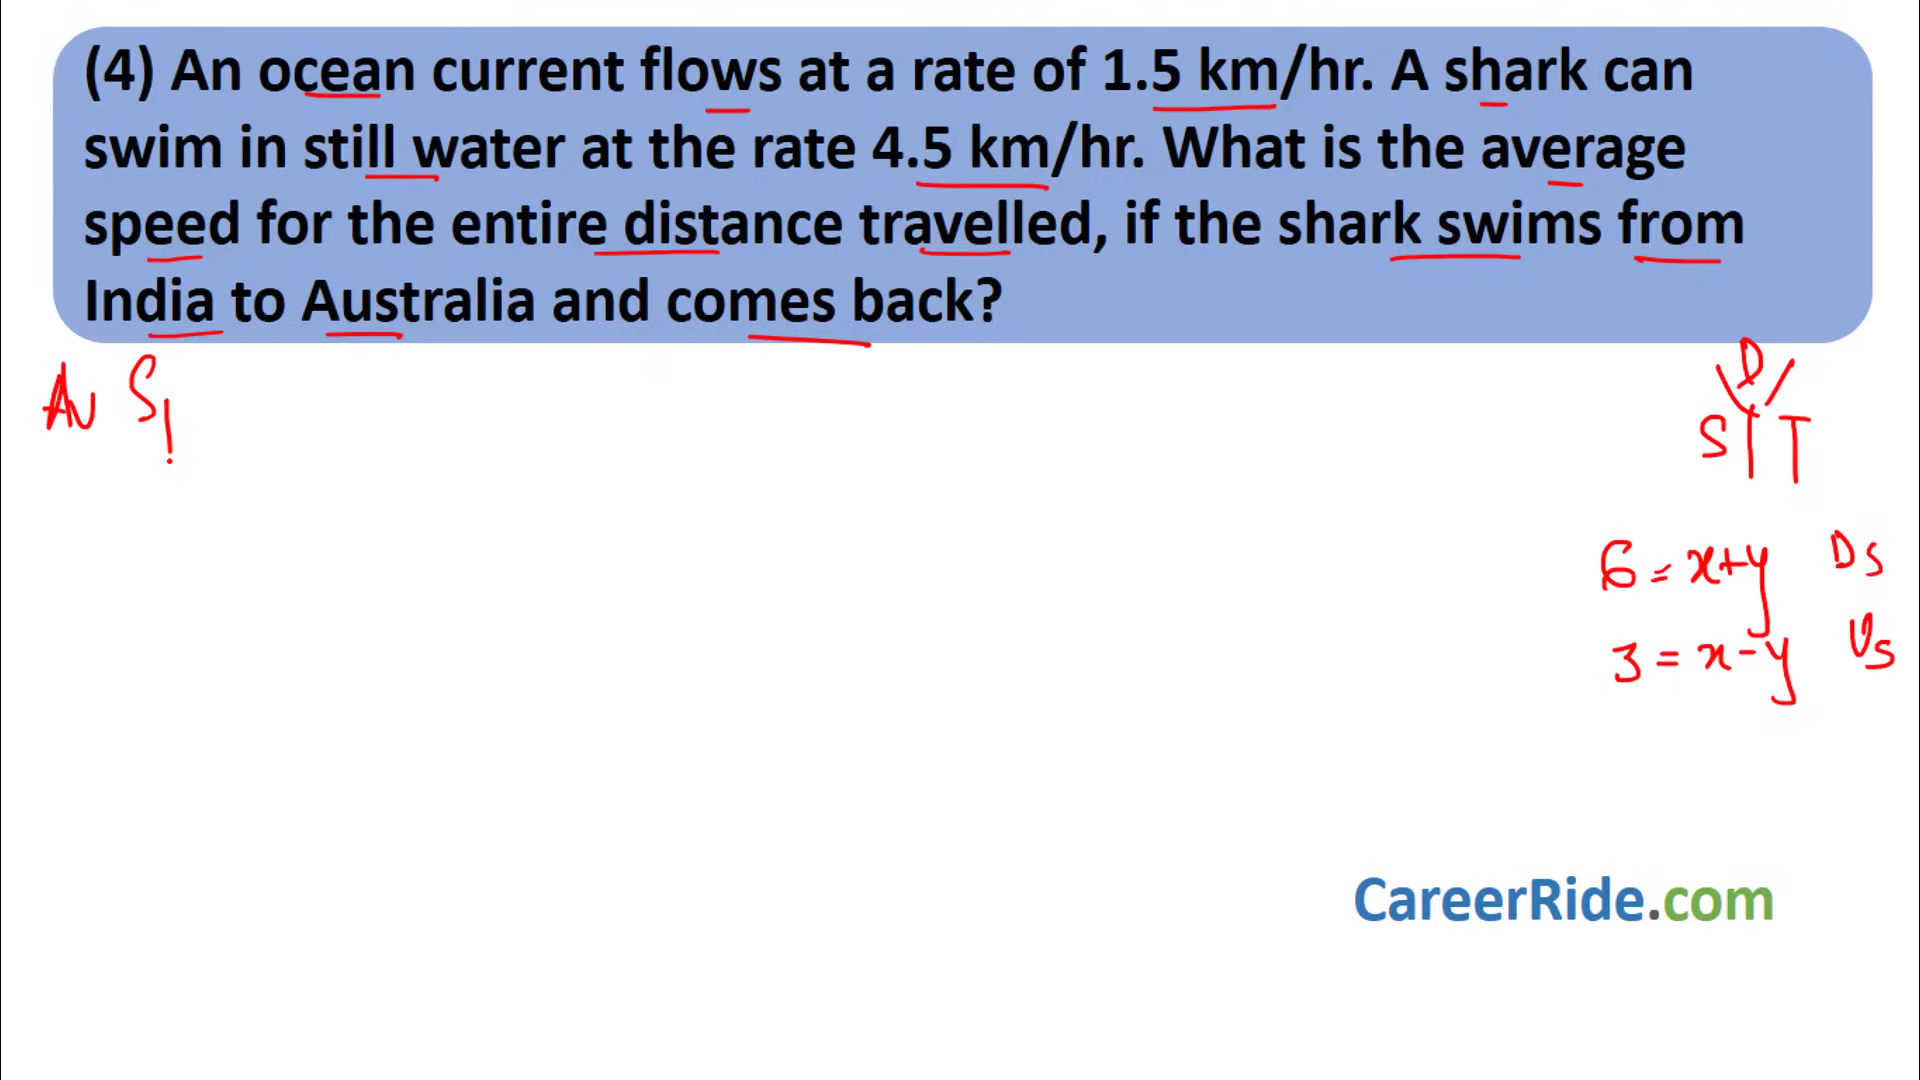 (4) An ocean current flows at a rate of 1.5 km/hr. A shark can
swim in still water at the rate 4.5 km/hr. What is the average
speed for the entire distance travelled, if the shark swims from
India to Australia and comes back?
Av S
D
S T
6 = x+y Ds
3 = x-y Us
CareerRide.com